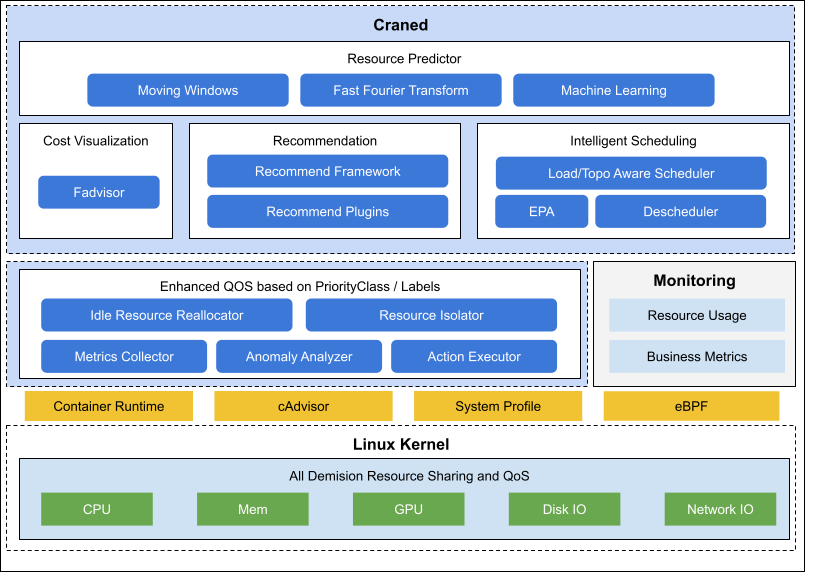 Craned
Resource Predictor
Moving Windows
Fast Fourier Transform
Machine Learning
Cost Visualization
Fadvisor
Recommendation
Recommend Framework
Recommend Plugins
Intelligent Scheduling
Load/Topo Aware Scheduler
EPA
Descheduler
Enhanced QOS based on PriorityClass / Labels
Idle Resource Reallocator
Resource Isolator
Metrics Collector
Anomaly Analyzer
Action Executor
Monitoring
Resource Usage
Business Metrics
Container Runtime
cAdvisor
System Profile
eBPF
Linux Kernel
All Demision Resource Sharing and QoS
CPU
Mem
GPU
Disk IO
Network IO